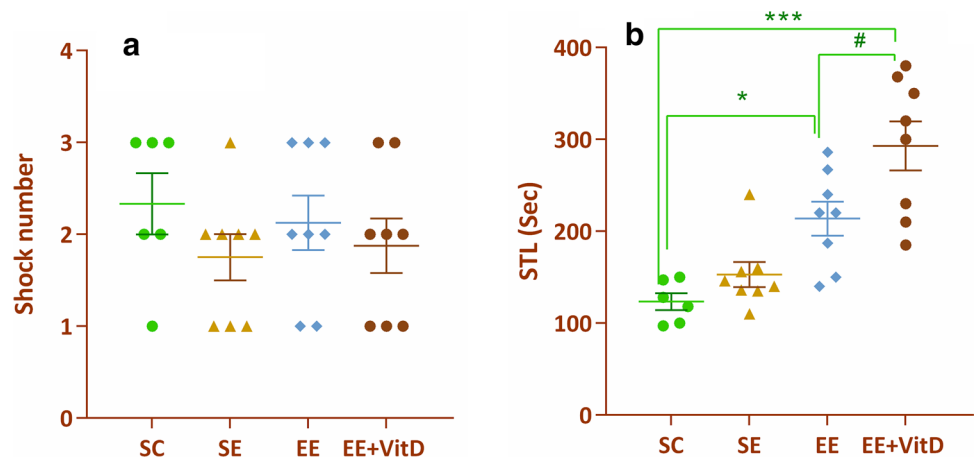 a
4
3
2
1
0
Shock number
SC SE EE EE+VitD
b
***
#
*
400
300
200
100
0
STL (Sec)
SC SE EE EE+VitD